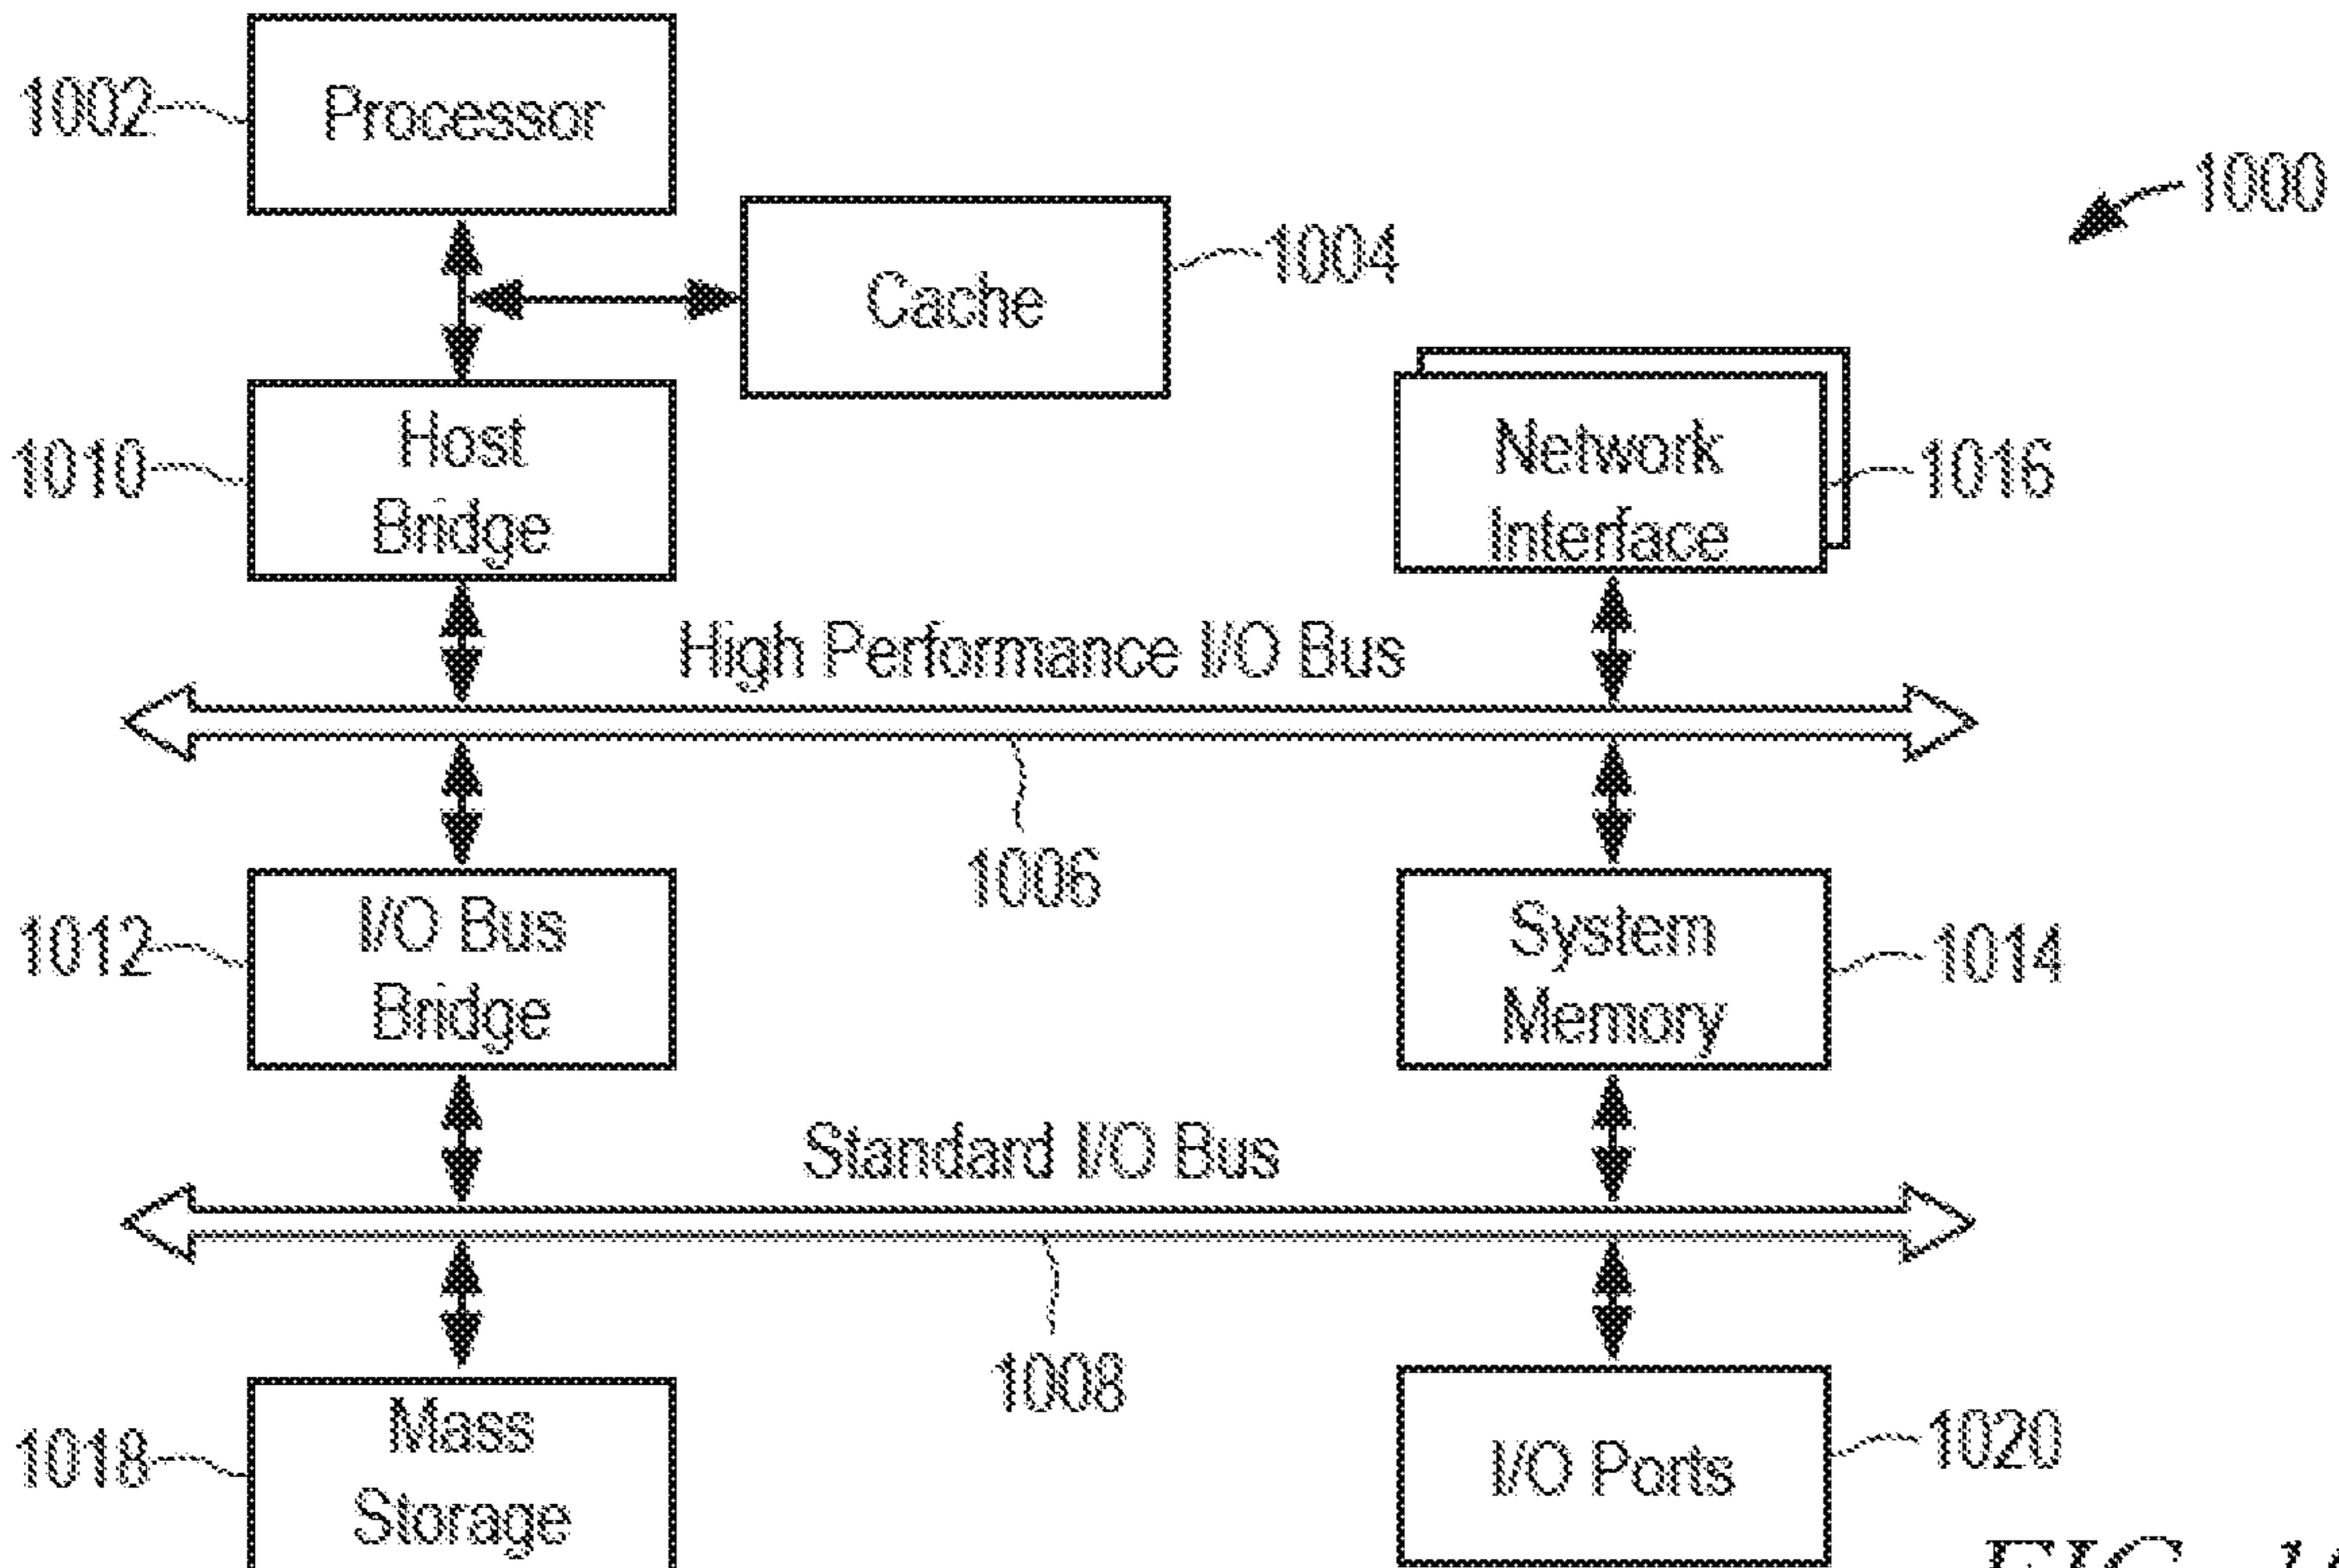 1002
Processor
1000
Cache
1004
1010
Host
Bridge
Network
Interface
1016
High Performance I/O Bus
1006
1012
I/O Bus
Bridge
System
Memory
1014
Standard I/O Bus
1008
1018
Mass
Storage
I/O Ports
1020